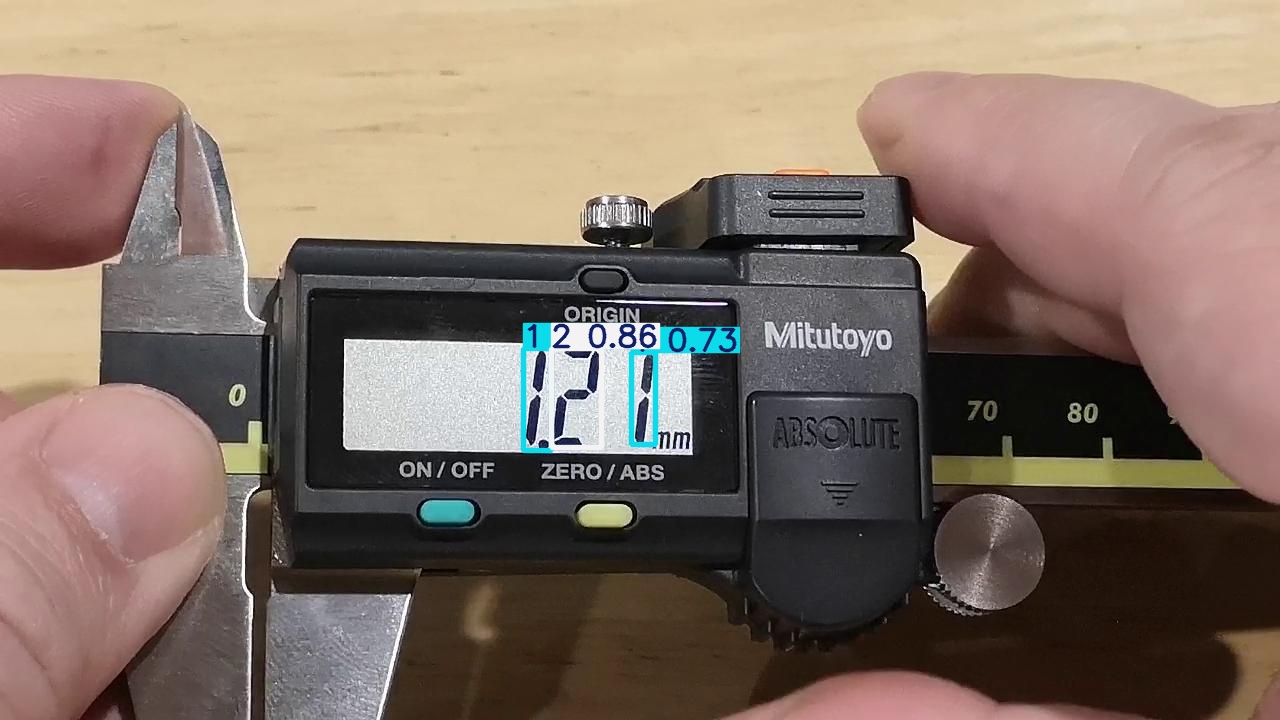 ORIGIN
1 2 0.86 0.73
1.21 mm
Mitutoyo
0
70
80
ABSOLUTE
ON / OFF
ZERO / ABS